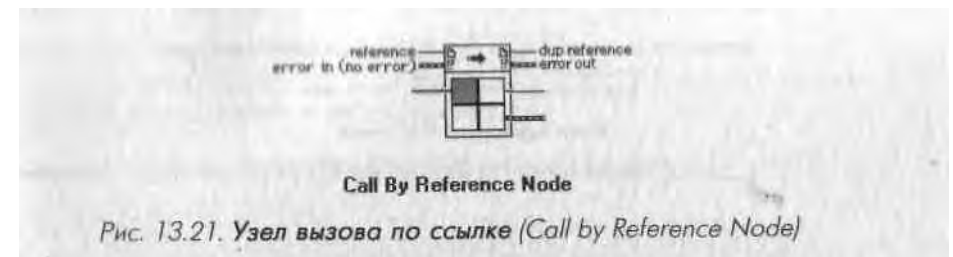 reference dup reference
error in (no error) error out
Call By Reference Node
Рис. 13.21. Узел вызова по ссылке (Call by Reference Node)